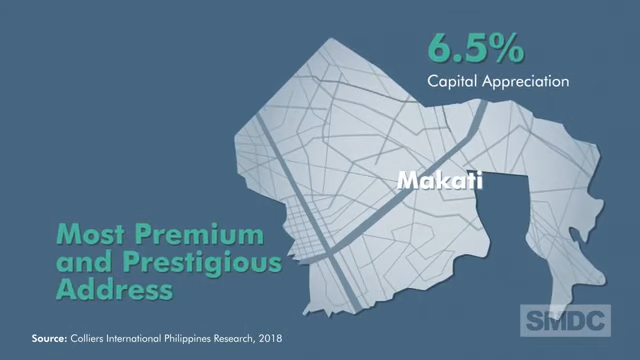 6.5%
Capital Appreciation
Makati
Most Premium
and Prestigious
Address
SMDC
Source: Colliers International Philippines Research, 2018